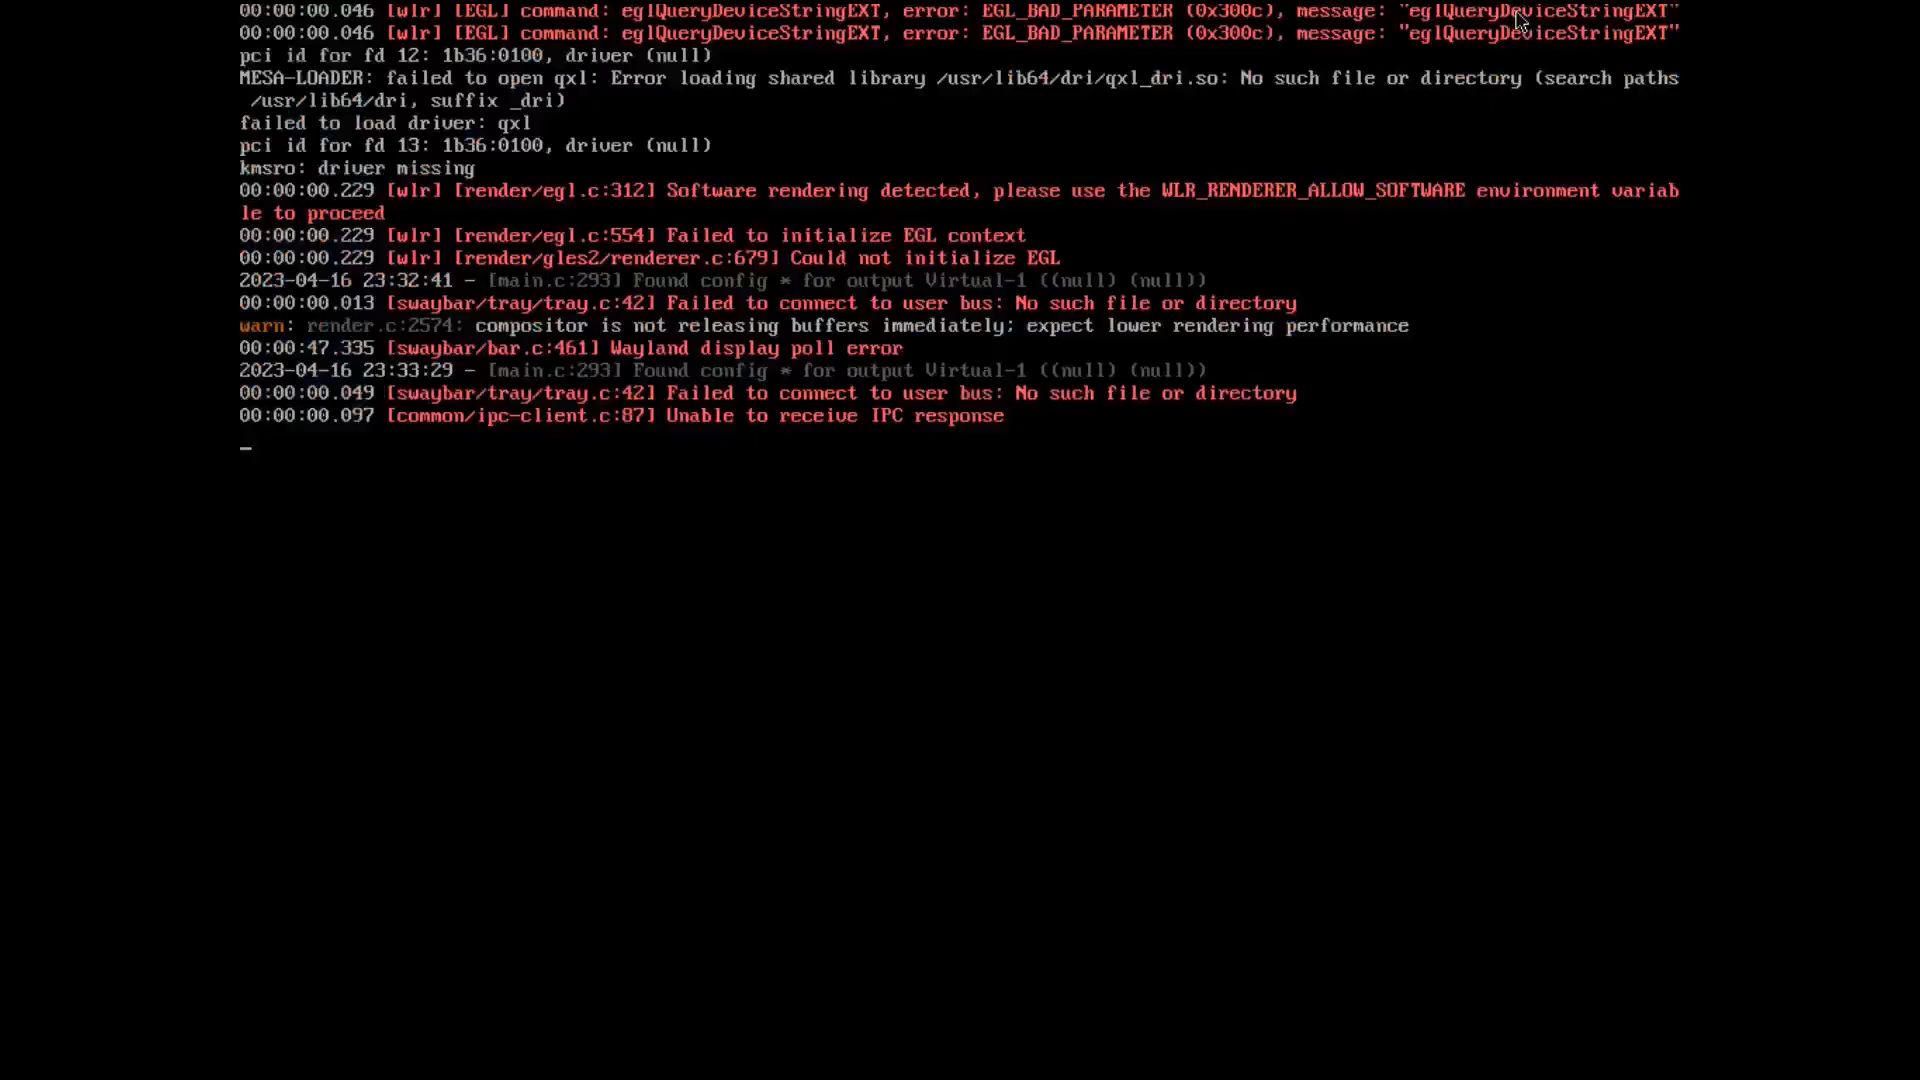 00:00:00.046 [wlr] [EGL] command: eglQueryDeviceStringEXT, error: EGL_BAD_PARAMETER (0x300c), message: "eglQueryDeviceStringEXT"
00:00:00.046 [wlr] [EGL] command: eglQueryDeviceStringEXT, error: EGL_BAD_PARAMETER (0x300c), message: "eglQueryDeviceStringEXT"
pci id for fd 12: 1b36:0100, driver (null)
MESA-LOADER: failed to open qxl: Error loading shared library /usr/lib64/dri/qxl_dri.so: No such file or directory (search paths
 /usr/lib64/dri, suffix _dri)
failed to load driver: qxl
pci id for fd 13: 1b36:0100, driver (null)
kmsro: driver missing
00:00:00.229 [wlr] [render/egl.c:312] Software rendering detected, please use the WLR_RENDERER_ALLOW_SOFTWARE environment variab
le to proceed
00:00:00.229 [wlr] [render/egl.c:554] Failed to initialize EGL context
00:00:00.229 [wlr] [render/gles2/renderer.c:679] Could not initialize EGL
2023-04-16 23:32:41 - [main.c:293] Found config * for output Virtual-1 ((null) (null))
00:00:00.013 [swaybar/tray/tray.c:42] Failed to connect to user bus: No such file or directory
warn: render.c:2574: compositor is not releasing buffers immediately; expect lower rendering performance
00:00:47.335 [swaybar/bar.c:461] Wayland display poll error
2023-04-16 23:33:29 - [main.c:293] Found config * for output Virtual-1 ((null) (null))
00:00:00.049 [swaybar/tray/tray.c:42] Failed to connect to user bus: No such file or directory
00:00:00.097 [common/ipc-client.c:87] Unable to receive IPC response